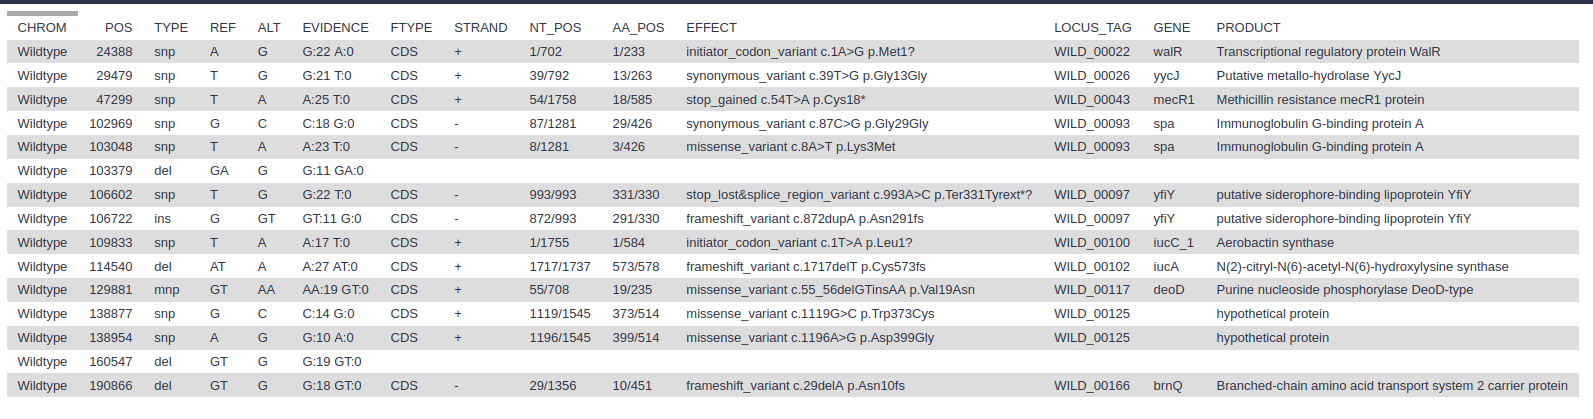 CHROM POS TYPE REF ALT EVIDENCE FTYPE STRAND NT_POS AA_POS EFFECT LOCUS_TAG GENE PRODUCT
Wildtype 24388 snp A G G:22 A:0 CDS + 1/702 1/233 initiator_codon_variant c.1A>G p.Met1? WILD_00022 walR Transcriptional regulatory protein WalR
Wildtype 29479 snp T G G:21 T:0 CDS + 39/792 13/263 synonymous_variant c.39T>G p.Gly13Gly WILD_00026 yycJ Putative metallo-hydrolase YycJ
Wildtype 47299 snp T A A:25 T:0 CDS + 54/1758 18/585 stop_gained c.54T>A p.Cys18* WILD_00043 mecR1 Methicillin resistance mecR1 protein
Wildtype 102969 snp G C C:18 G:0 CDS - 87/1281 29/426 synonymous_variant c.87C>G p.Gly29Gly WILD_00093 spa Immunoglobulin G-binding protein A
Wildtype 103048 snp T A A:23 T:0 CDS - 8/1281 3/426 missense_variant c.8A>T p.Lys3Met WILD_00093 spa Immunoglobulin G-binding protein A
Wildtype 103379 del GA G G:11 GA:0
Wildtype 106602 snp T G G:22 T:0 CDS - 993/993 331/330 stop_lost&splice_region_variant c.993A>C p.Ter331Tyrext*? WILD_00097 yfiY putative siderophore-binding lipoprotein YfiY
Wildtype 106722 ins G GT GT:11 G:0 CDS - 872/993 291/330 frameshift_variant c.872dupA p.Asn291fs WILD_00097 yfiY putative siderophore-binding lipoprotein YfiY
Wildtype 109833 snp T A A:17 T:0 CDS + 1/1755 1/584 initiator_codon_variant c.1T>A p.Leu1? WILD_00100 iucC_1 Aerobactin synthase
Wildtype 114540 del AT A A:27 AT:0 CDS + 1717/1737 573/578 frameshift_variant c.1717delT p.Cys573fs WILD_00102 iucA N(2)-citryl-N(6)-acetyl-N(6)-hydroxylysine synthase
Wildtype 129881 mnp GT AA AA:19 GT:0 CDS + 55/708 19/235 missense_variant c.55_56delGTinsAA p.Val19Asn WILD_00117 deoD Purine nucleoside phosphorylase DeoD-type
Wildtype 138877 snp G C C:14 G:0 CDS + 1119/1545 373/514 missense_variant c.1119G>C p.Trp373Cys WILD_00125 hypothetical protein
Wildtype 138954 snp A G G:10 A:0 CDS + 1196/1545 399/514 missense_variant c.1196A>G p.Asp399Gly WILD_00125 hypothetical protein
Wildtype 160547 del GT G G:19 GT:0
Wildtype 190866 del GT G G:18 GT:0 CDS - 29/1356 10/451 frameshift_variant c.29delA p.Asn10fs WILD_00166 brnQ Branched-chain amino acid transport system 2 carrier protein